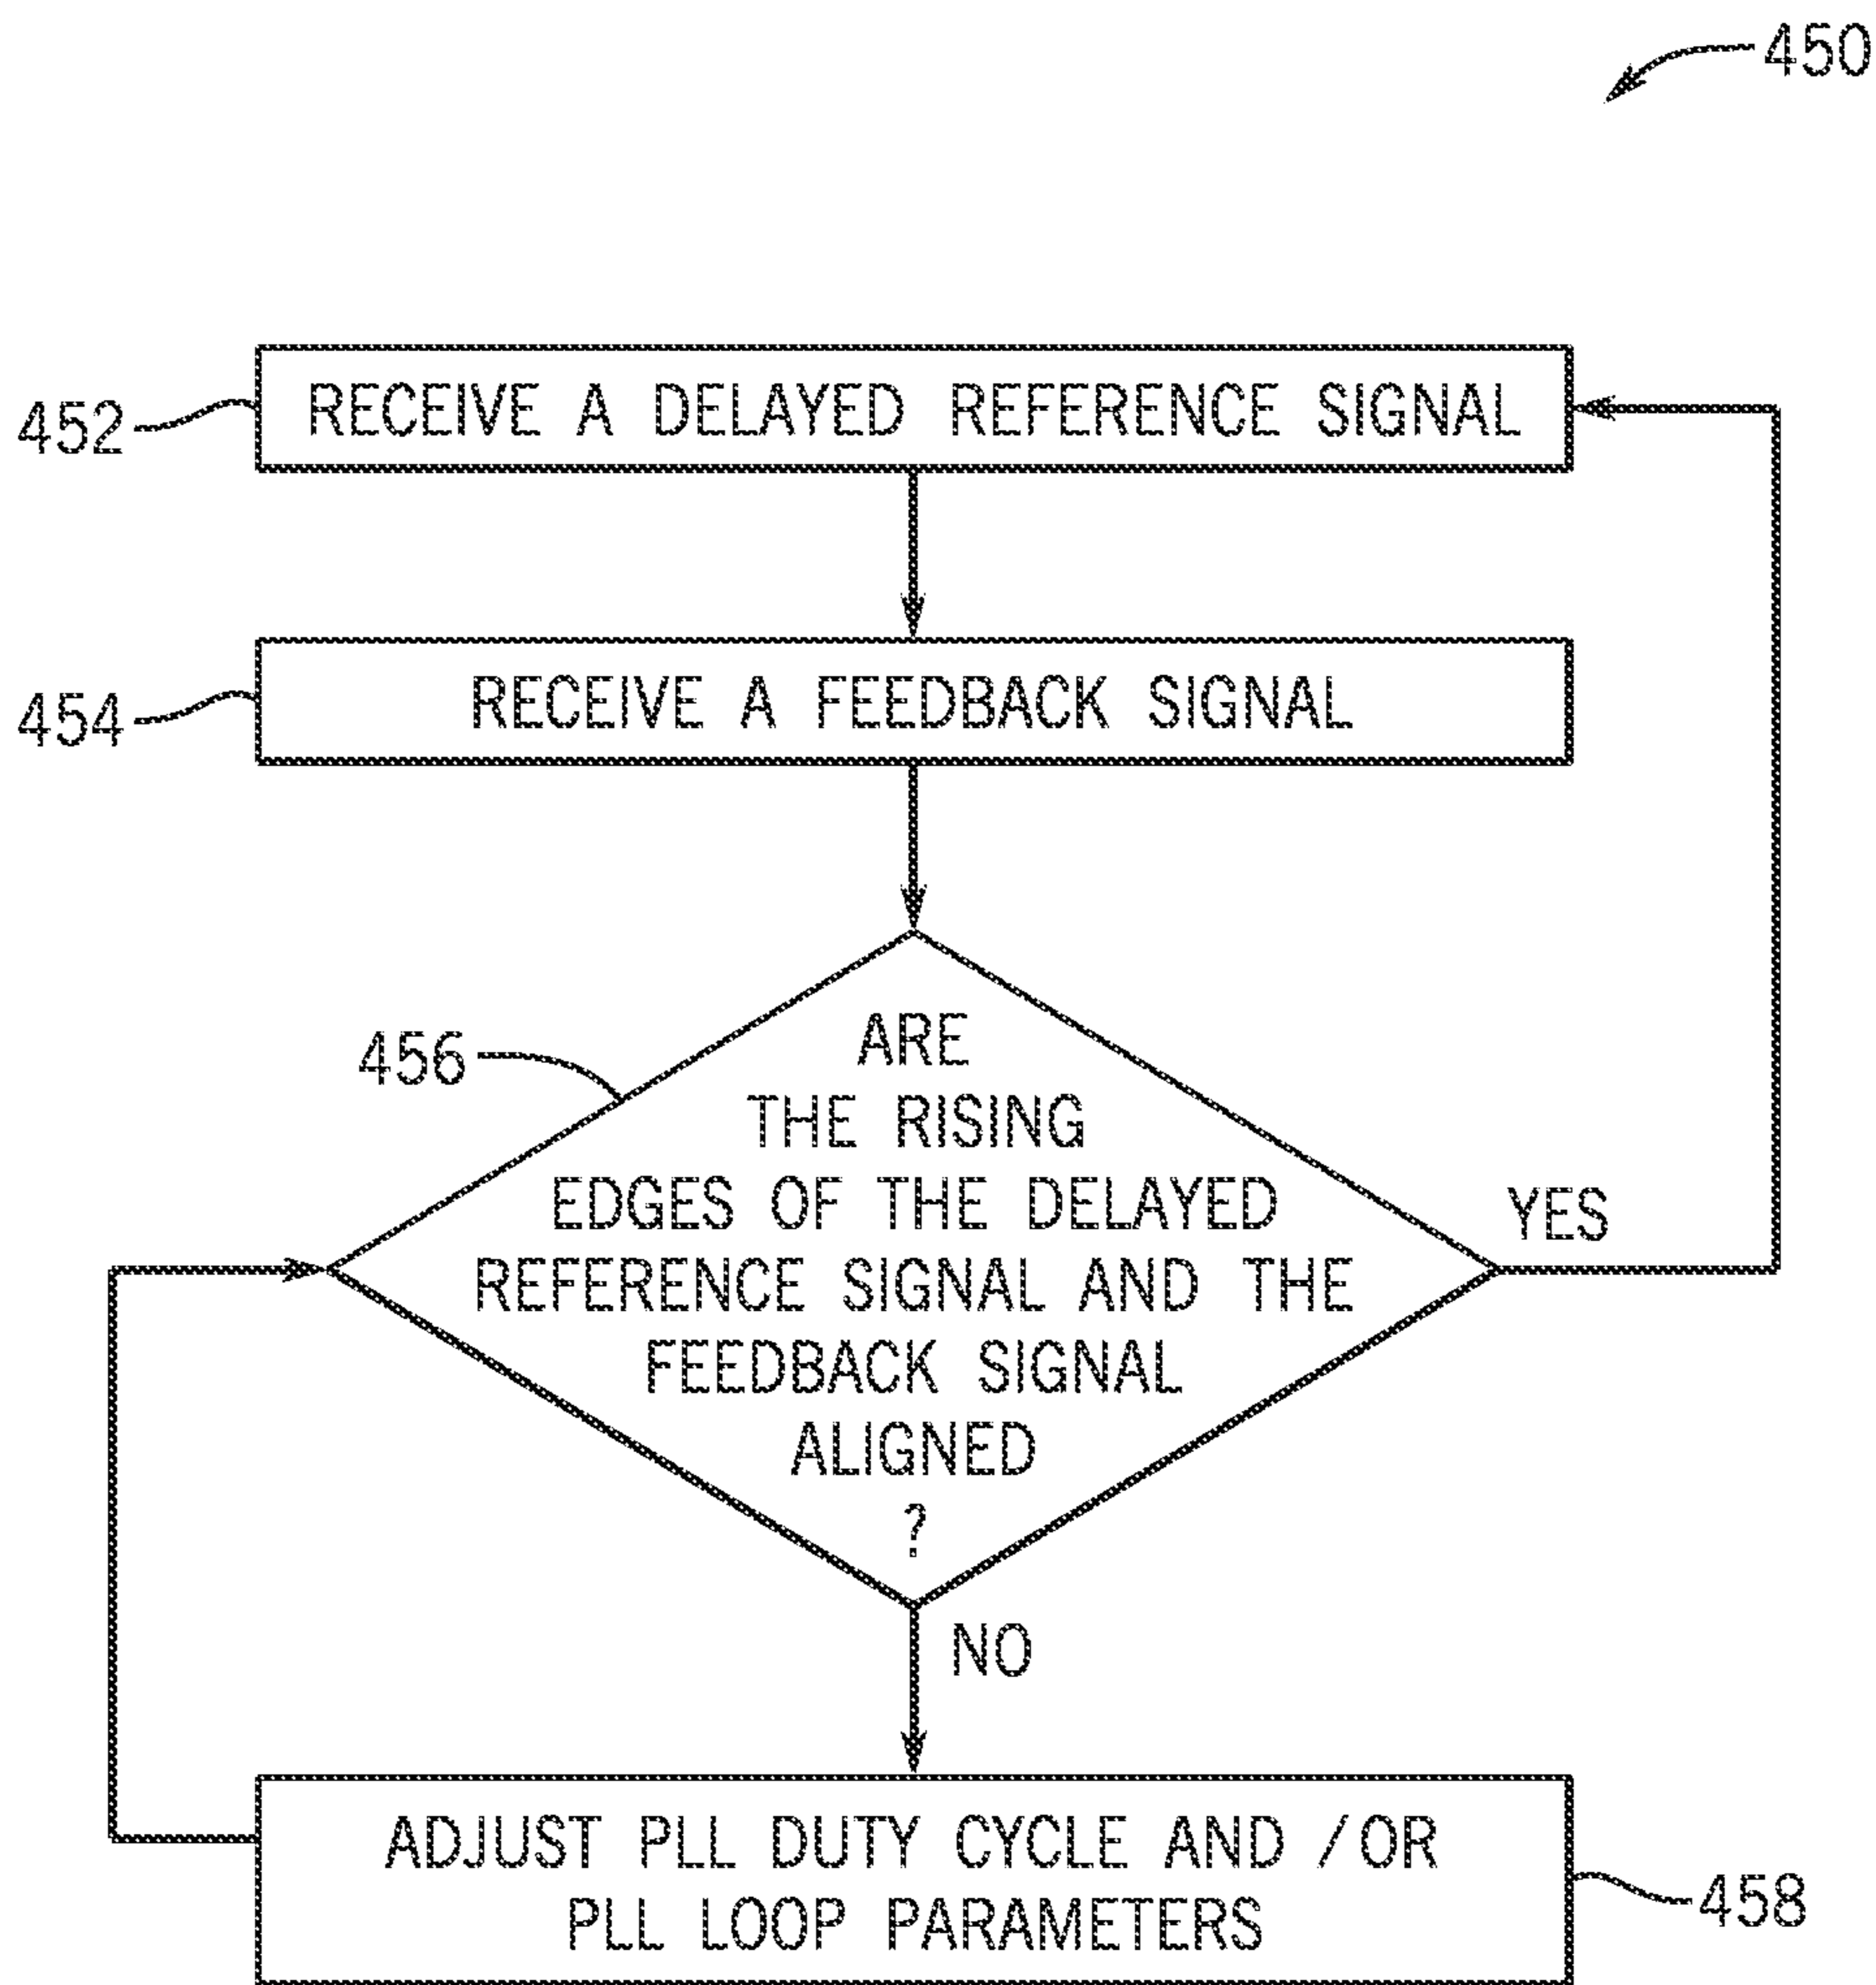 450
452
RECEIVE A DELAYED REFERENCE SIGNAL
454
RECEIVE A FEEDBACK SIGNAL
456
ARE
THE RISING
EDGES OF THE DELAYED
REFERENCE SIGNAL AND THE
FEEDBACK SIGNAL
ALIGNED
?
YES
NO
ADJUST PLL DUTY CYCLE AND /OR
PLL LOOP PARAMETERS
458